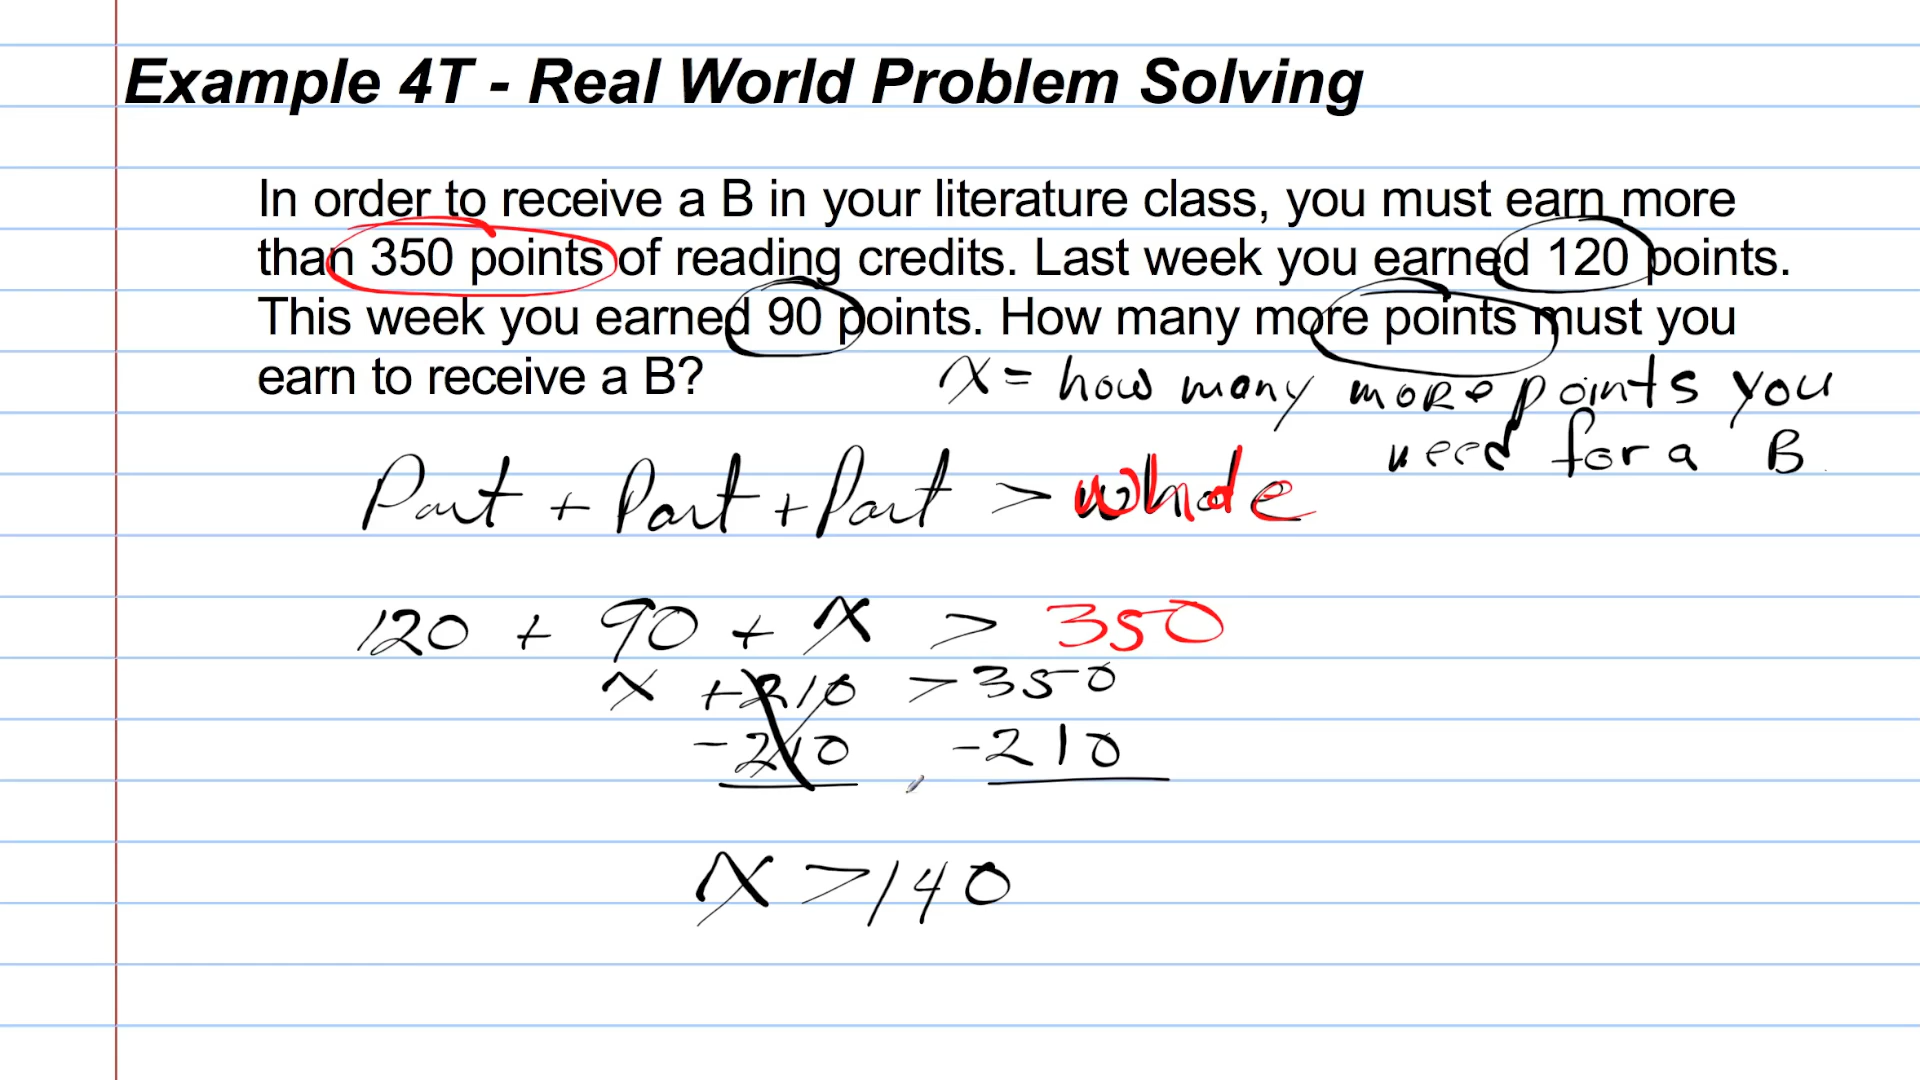 Example 4T - Real World Problem Solving
In order to receive a B in your literature class, you must earn more
than 350 points of reading credits. Last week you earned 120 points.
This week you earned 90 points. How many more points must you
earn to receive a B?
x = how many more points you
need for a B
Part + Part + Part > whole
120 + 90 + x > 350
x + 210 > 350
- 210 - 210
x > 140